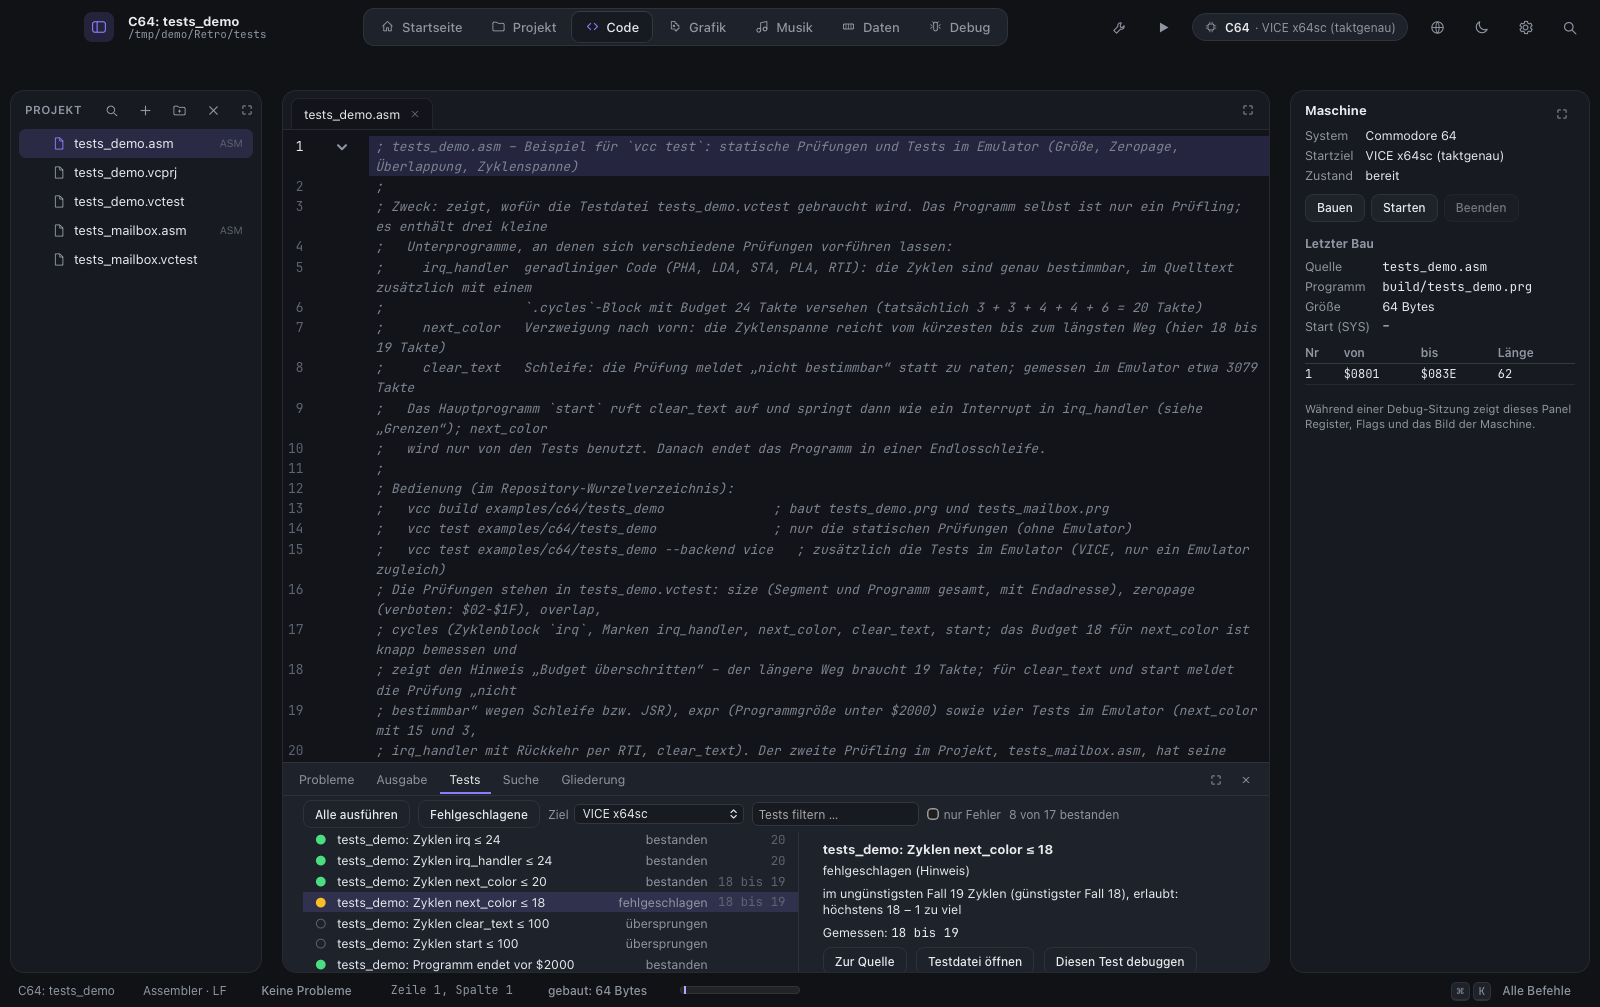 C64: tests_demo
/tmp/demo/Retro/tests
Startseite
Projekt
Code
Grafik
Musik
Daten
Debug
C64 · VICE x64sc (taktgenau)
PROJEKT
tests_demo.asm ASM
tests_demo.vcprj
tests_demo.vctest
tests_mailbox.asm ASM
tests_mailbox.vctest
tests_demo.asm ×
1 ; tests_demo.asm – Beispiel für `vcc test`: statische Prüfungen und Tests im Emulator (Größe, Zeropage,
Überlappung, Zyklenspanne)
2 ;
3 ; Zweck: zeigt, wofür die Testdatei tests_demo.vctest gebraucht wird. Das Programm selbst ist nur ein Prüfling;
es enthält drei kleine
4 ;   Unterprogramme, an denen sich verschiedene Prüfungen vorführen lassen:
5 ;     irq_handler  geradliniger Code (PHA, LDA, STA, PLA, RTI): die Zyklen sind genau bestimmbar, im Quelltext
zusätzlich mit einem
6 ;                  `.cycles`-Block mit Budget 24 Takte versehen (tatsächlich 3 + 3 + 4 + 4 + 6 = 20 Takte)
7 ;     next_color   Verzweigung nach vorn: die Zyklenspanne reicht vom kürzesten bis zum längsten Weg (hier 18 bis
19 Takte)
8 ;     clear_text   Schleife: die Prüfung meldet „nicht bestimmbar“ statt zu raten; gemessen im Emulator etwa 3079
Takte
9 ;   Das Hauptprogramm `start` ruft clear_text auf und springt dann wie ein Interrupt in irq_handler (siehe
„Grenzen“); next_color
10 ;   wird nur von den Tests benutzt. Danach endet das Programm in einer Endlosschleife.
11 ;
12 ; Bedienung (im Repository-Wurzelverzeichnis):
13 ;   vcc build examples/c64/tests_demo              ; baut tests_demo.prg und tests_mailbox.prg
14 ;   vcc test examples/c64/tests_demo               ; nur die statischen Prüfungen (ohne Emulator)
15 ;   vcc test examples/c64/tests_demo --backend vice   ; zusätzlich die Tests im Emulator (VICE, nur ein Emulator
zugleich)
16 ; Die Prüfungen stehen in tests_demo.vctest: size (Segment und Programm gesamt, mit Endadresse), zeropage
(verboten: $02-$1F), overlap,
17 ; cycles (Zyklenblock `irq`, Marken irq_handler, next_color, clear_text, start; das Budget 18 für next_color ist
knapp bemessen und
18 ; zeigt den Hinweis „Budget überschritten“ – der längere Weg braucht 19 Takte; für clear_text und start meldet
die Prüfung „nicht
19 ; bestimmbar“ wegen Schleife bzw. JSR), expr (Programmgröße unter $2000) sowie vier Tests im Emulator (next_color
mit 15 und 3,
20 ; irq_handler mit Rückkehr per RTI, clear_text). Der zweite Prüfling im Projekt, tests_mailbox.asm, hat seine
Probleme
Ausgabe
Tests
Suche
Gliederung
Alle ausführen
Fehlgeschlagene
Ziel VICE x64sc
Tests filtern …
nur Fehler
8 von 17 bestanden
tests_demo: Zyklen irq ≤ 24 bestanden 20
tests_demo: Zyklen irq_handler ≤ 24 bestanden 20
tests_demo: Zyklen next_color ≤ 20 bestanden 18 bis 19
tests_demo: Zyklen next_color ≤ 18 fehlgeschlagen 18 bis 19
tests_demo: Zyklen clear_text ≤ 100 übersprungen
tests_demo: Zyklen start ≤ 100 übersprungen
tests_demo: Programm endet vor $2000 bestanden
tests_demo: Zyklen next_color ≤ 18
fehlgeschlagen (Hinweis)
im ungünstigsten Fall 19 Zyklen (günstigster Fall 18), erlaubt:
höchstens 18 – 1 zu viel
Gemessen: 18 bis 19
Zur Quelle
Testdatei öffnen
Diesen Test debuggen
Maschine
System Commodore 64
Startziel VICE x64sc (taktgenau)
Zustand bereit
Bauen
Starten
Beenden
Letzter Bau
Quelle tests_demo.asm
Programm build/tests_demo.prg
Größe 64 Bytes
Start (SYS) –
Nr von bis Länge
1 $0801 $083E 62
Während einer Debug-Sitzung zeigt dieses Panel
Register, Flags und das Bild der Maschine.
C64: tests_demo
Assembler · LF
Keine Probleme
Zeile 1, Spalte 1
gebaut: 64 Bytes
⌘ K Alle Befehle